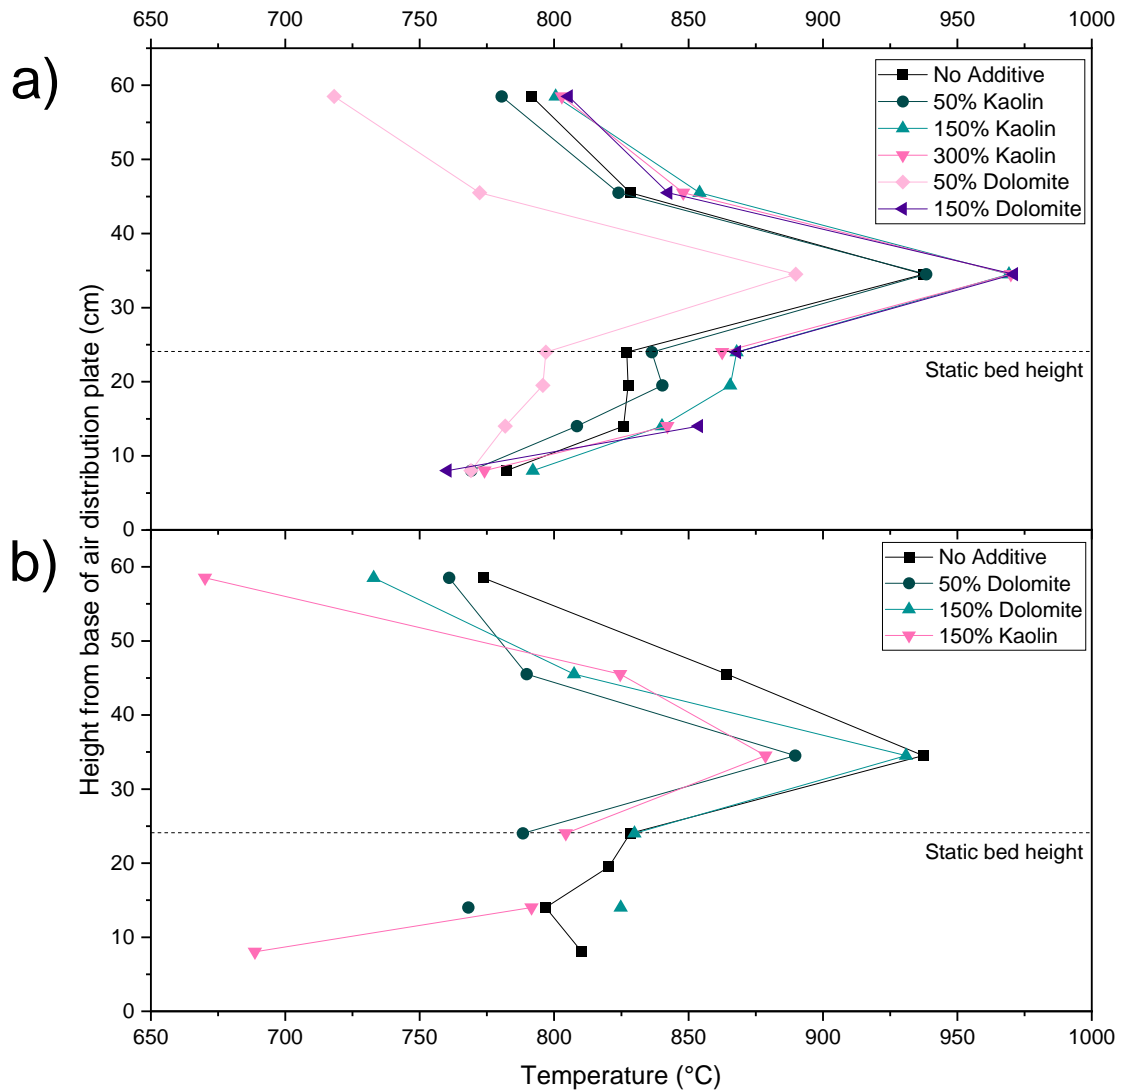 650 700 750 800 850 900 950 1000
a)
No Additive
50% Kaolin
150% Kaolin
300% Kaolin
50% Dolomite
150% Dolomite
60
50
40
30
20
10
0
Static bed height
Height from base of air distribution plate (cm)
b)
No Additive
50% Dolomite
150% Dolomite
150% Kaolin
60
50
40
30
20
10
0
Static bed height
650 700 750 800 850 900 950 1000
Temperature (°C)